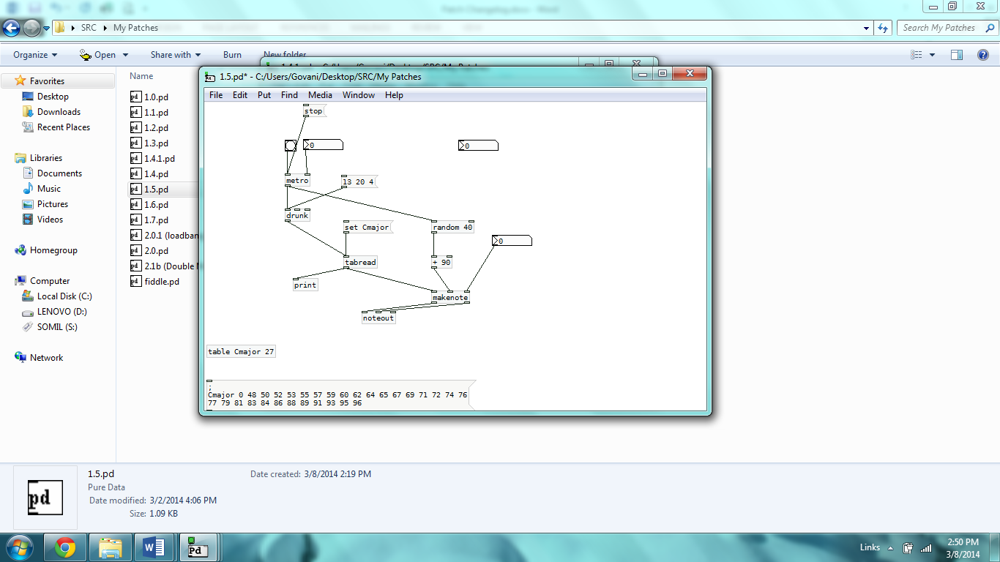 Patch Changelog.docx - Word
SRC
My Patches
Search My Patches
Organize
Open
Share with
Burn
New folder
Favorites
Desktop
Downloads
Recent Places
Libraries
Documents
Music
Pictures
Videos
Homegroup
Computer
Local Disk (C:)
LENOVO (D:)
SOMIL (S:)
Network
Name
1.0.pd
1.1.pd
1.2.pd
1.3.pd
1.4.1.pd
1.4.pd
1.5.pd
1.6.pd
1.7.pd
2.0.1 (loadban
2.0.pd
2.1b (Double
fiddle.pd
1.5.pd* - C:/Users/Govani/Desktop/SRC/My Patches
File Edit Put Find Media Window Help
stop
0
0
metro
13 20 4
drunk
set Cmajor
random 40
0
tabread
+ 90
print
makenote
noteout
table Cmajor 27
;
Cmajor 0 48 50 52 53 55 57 59 60 62 64 65 67 69 71 72 74 76
77 79 81 83 84 86 88 89 91 93 95 96
pd
1.5.pd
Pure Data
Date modified: 3/2/2014 4:06 PM
Size: 1.09 KB
Date created: 3/8/2014 2:19 PM
Pd
Links
2:50 PM
3/8/2014